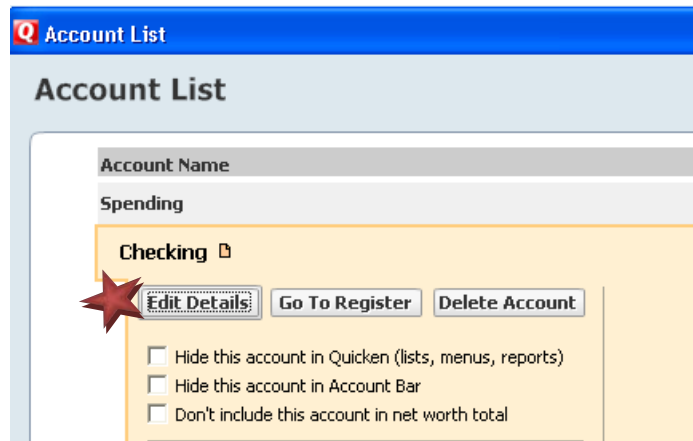 Q Account List
Account List
Account Name
Spending
Checking
Edit Details Go To Register Delete Account
Hide this account in Quicken (lists, menus, reports)
Hide this account in Account Bar
Don't include this account in net worth total